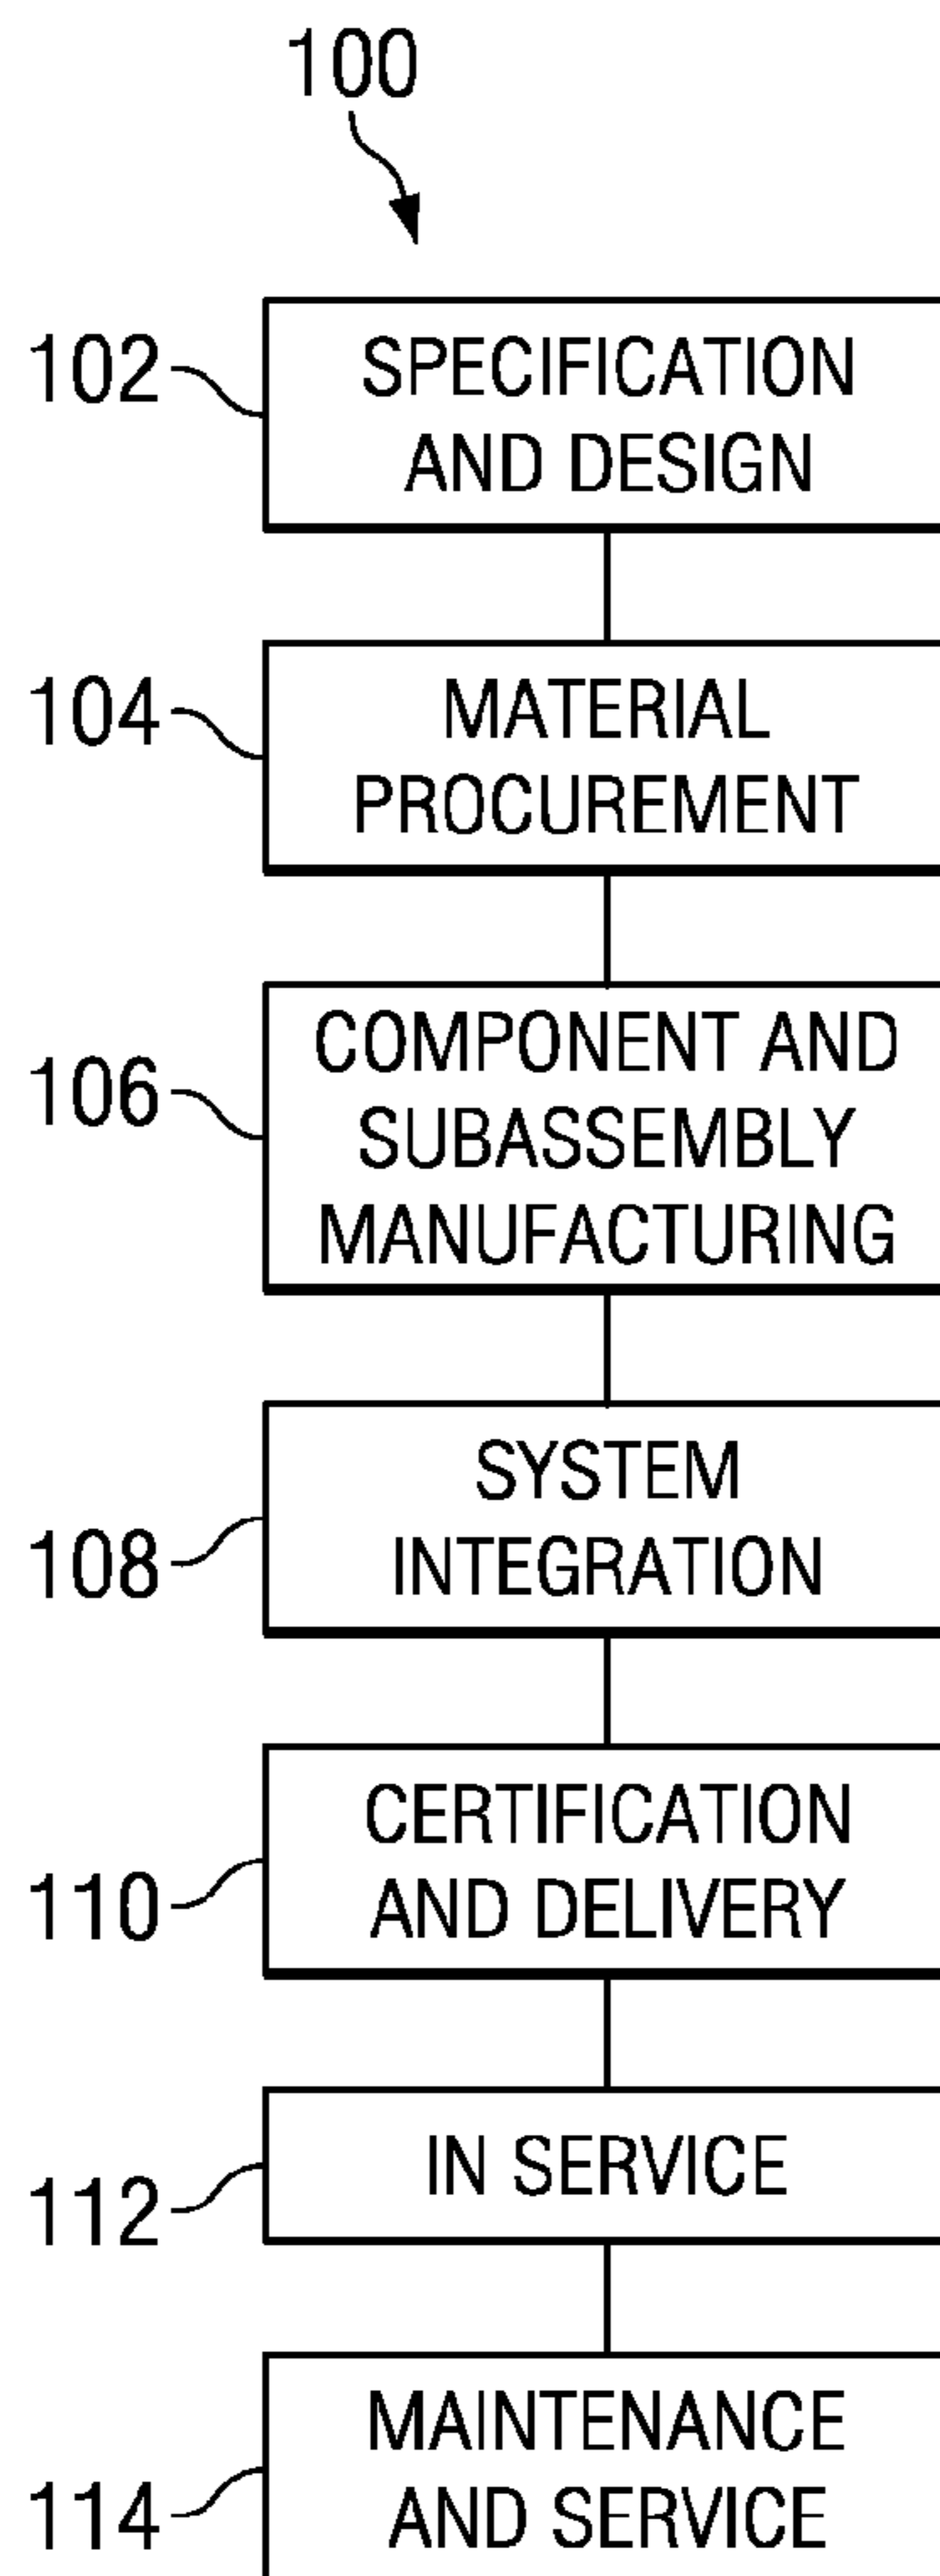 100
102
SPECIFICATION
AND DESIGN
104
MATERIAL
PROCUREMENT
106
COMPONENT AND
SUBASSEMBLY
MANUFACTURING
108
SYSTEM
INTEGRATION
110
CERTIFICATION
AND DELIVERY
112
IN SERVICE
114
MAINTENANCE
AND SERVICE